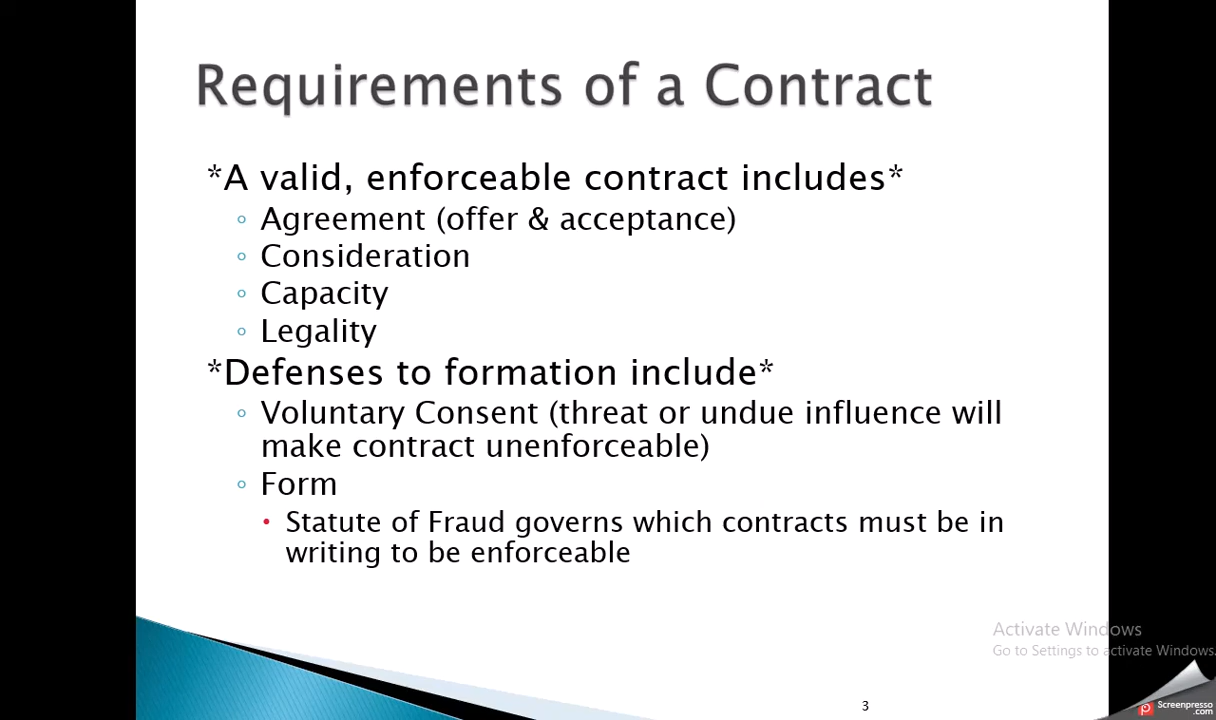 Requirements of a Contract
*A valid, enforceable contract includes*
◦ Agreement (offer & acceptance)
◦ Consideration
◦ Capacity
◦ Legality
*Defenses to formation include*
◦ Voluntary Consent (threat or undue influence will
make contract unenforceable)
◦ Form
• Statute of Fraud governs which contracts must be in
writing to be enforceable
Activate Windows
Go to Settings to activate Windows.
3
Screenpresso
.com